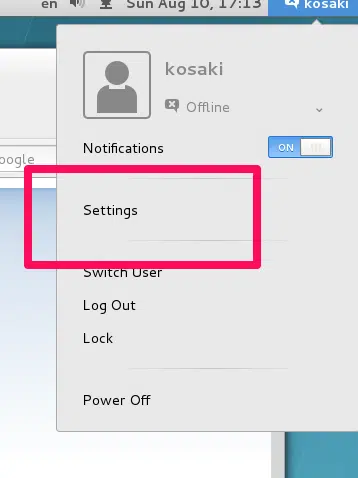 en Sun Aug 10, 17:13 kosaki
kosaki
Offline
oogle
Notifications ON
Settings
Switch User
Log Out
Lock
Power Off